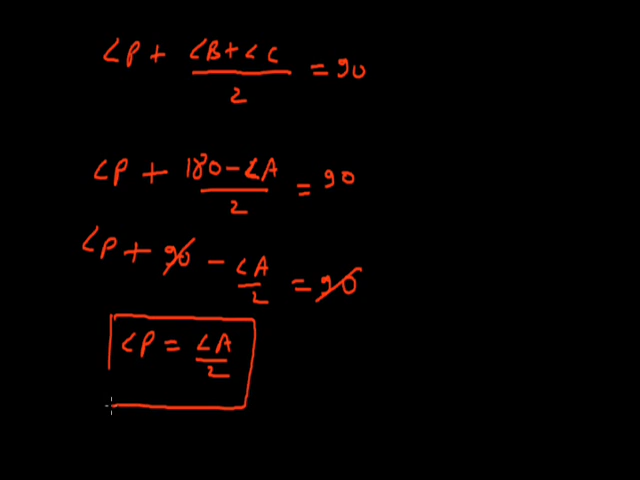 ∠P + (∠B + ∠C)/2 = 90
∠P + (180 - ∠A)/2 = 90
∠P + 90 - ∠A/2 = 90
∠P = ∠A/2